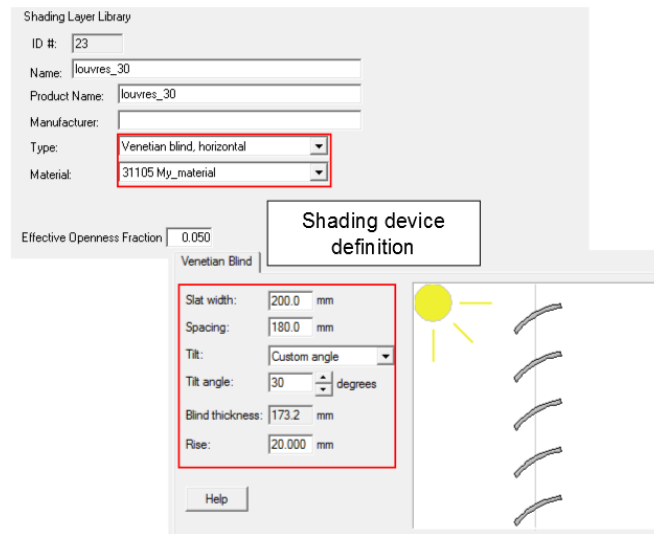 Shading Layer Library
ID #: 23
Name: louvres_30
Product Name: louvres_30
Manufacturer:
Type: Venetian blind, horizontal
Material: 31105 My_material
Effective Openness Fraction 0.050
Shading device
definition
Venetian Blind
Slat width: 200.0 mm
Spacing: 180.0 mm
Tilt: Custom angle
Tilt angle: 30 degrees
Blind thickness: 173.2 mm
Rise: 20.000 mm
Help